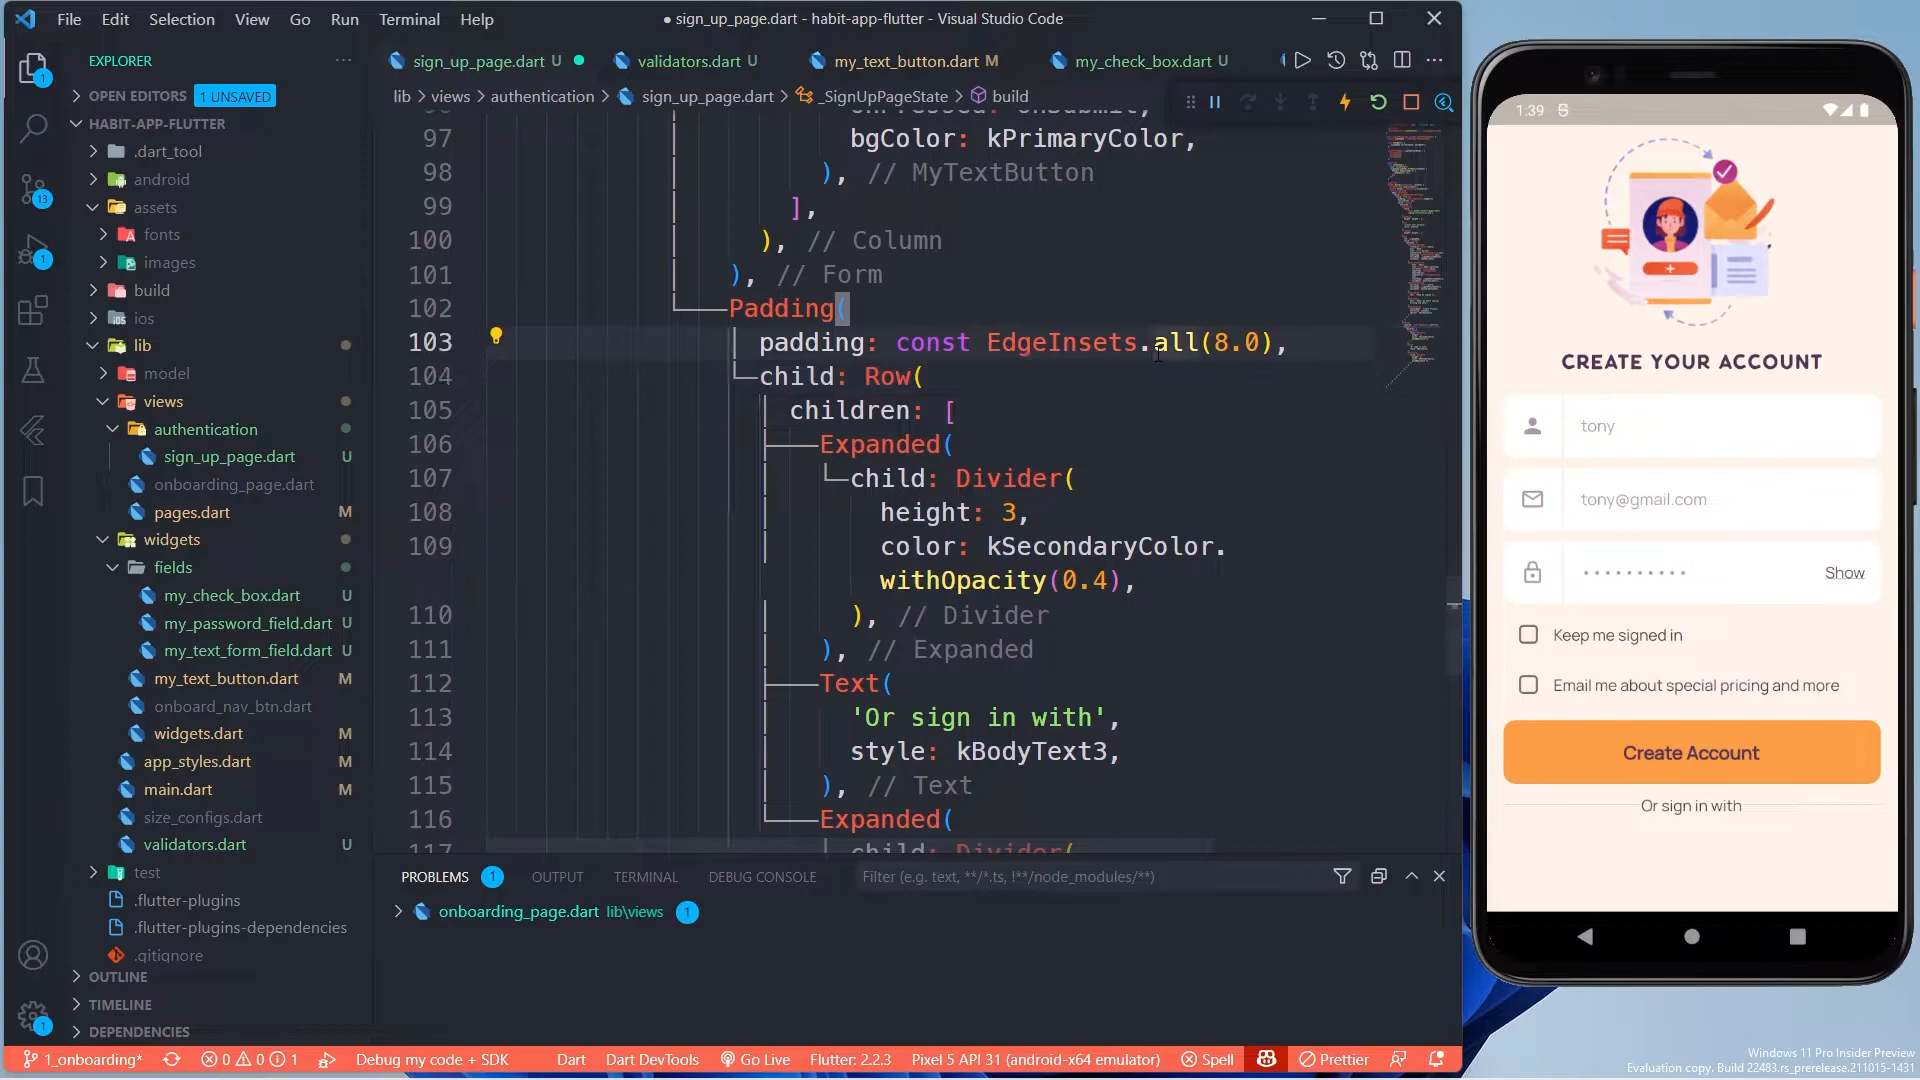 File Edit Selection View Go Run Terminal Help
● sign_up_page.dart - habit-app-flutter - Visual Studio Code
EXPLORER
OPEN EDITORS 1 UNSAVED
HABIT-APP-FLUTTER
.dart_tool
android
assets
fonts
images
build
ios
lib
model
views
authentication
sign_up_page.dart U
onboarding_page.dart
pages.dart M
widgets
fields
my_check_box.dart U
my_password_field.dart U
my_text_form_field.dart U
my_text_button.dart M
onboard_nav_btn.dart
widgets.dart M
app_styles.dart M
main.dart M
size_configs.dart
validators.dart U
test
.flutter-plugins
.flutter-plugins-dependencies
.gitignore
OUTLINE
TIMELINE
DEPENDENCIES
1
13
1
1
sign_up_page.dart U
validators.dart U
my_text_button.dart M
my_check_box.dart U
lib > views > authentication > sign_up_page.dart > _SignUpPageState > build
96 onPressed: onSubmit,
97 bgColor: kPrimaryColor,
98 ), // MyTextButton
99 ],
100 ), // Column
101 ), // Form
102 Padding(
103 padding: const EdgeInsets.all(8.0),
104 child: Row(
105 children: [
106 Expanded(
107 child: Divider(
108 height: 3,
109 color: kSecondaryColor.
withOpacity(0.4),
110 ), // Divider
111 ), // Expanded
112 Text(
113 'Or sign in with',
114 style: kBodyText3,
115 ), // Text
116 Expanded(
117 child: Divider(
PROBLEMS 1 OUTPUT TERMINAL DEBUG CONSOLE
Filter (e.g. text, **/*.ts, !**/node_modules/**)
onboarding_page.dart lib\views 1
1_onboarding* 0 0 1 Debug my code + SDK Dart Dart DevTools Go Live Flutter: 2.2.3 Pixel 5 API 31 (android-x64 emulator) Spell Prettier
1:39
CREATE YOUR ACCOUNT
tony
tony@gmail.com
Show
Keep me signed in
Email me about special pricing and more
Create Account
Or sign in with
Windows 11 Pro Insider Preview
Evaluation copy. Build 22483.rs_prerelease.211015-1431